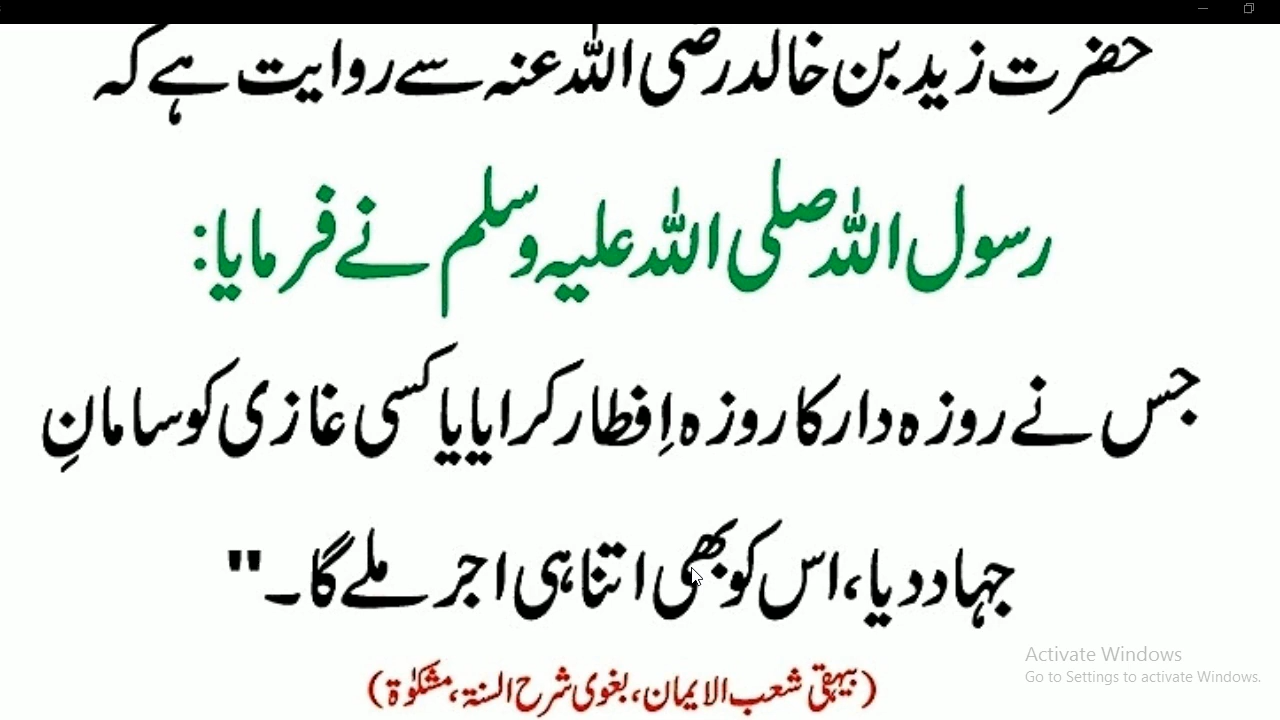 حضرت زید بن خالد رضی اللہ عنہ سے روایت ہے کہ
رسول اللہ صلی اللہ علیہ وسلم نے فرمایا:
جس نے روزہ دار کا روزہ اِفطار کرایا یا کسی غازی کو سامانِ
جہاد دیا، اس کو بھی اتنا ہی اجر ملے گا۔"
(بیہقی شعب الایمان، بغوی شرح السنۃ، مشکوٰۃ)
Activate Windows
Go to Settings to activate Windows.